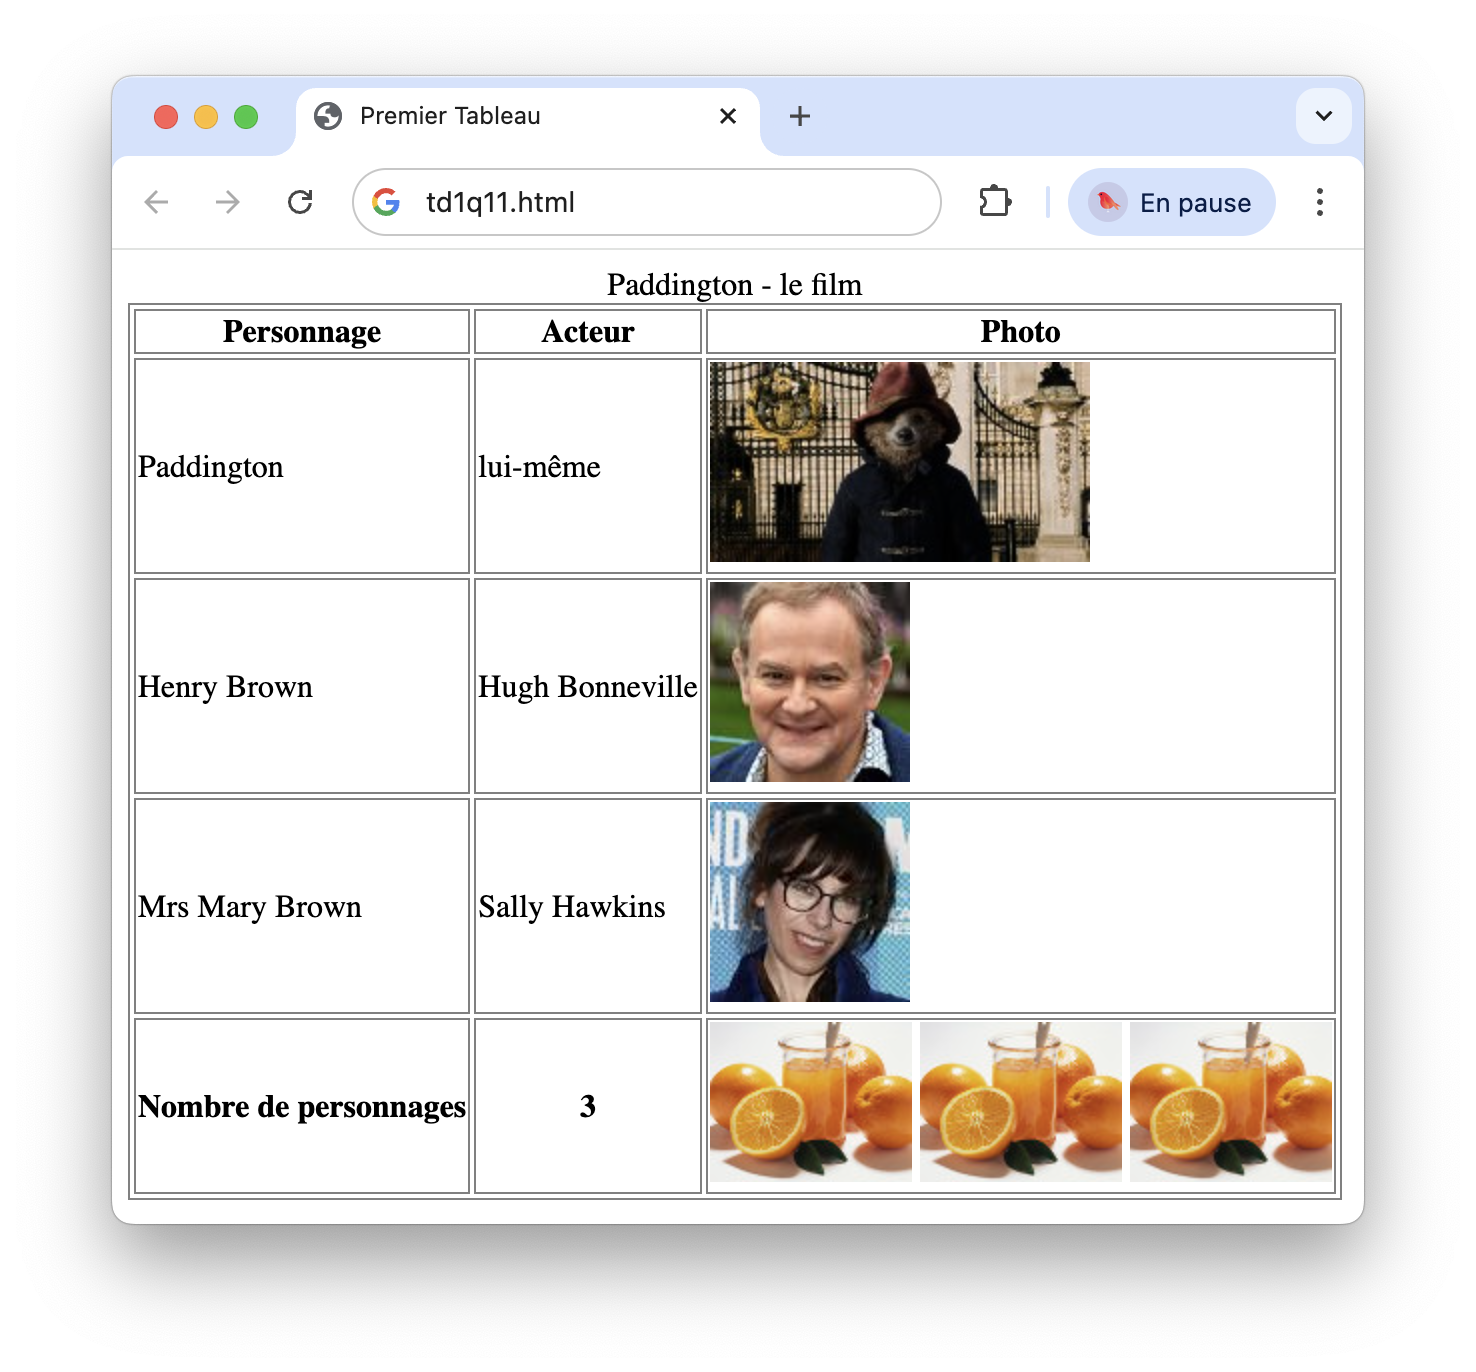 Premier Tableau
td1q11.html
En pause
Paddington - le film
Personnage Acteur Photo
Paddington lui-même
Henry Brown Hugh Bonneville
Mrs Mary Brown Sally Hawkins
Nombre de personnages 3